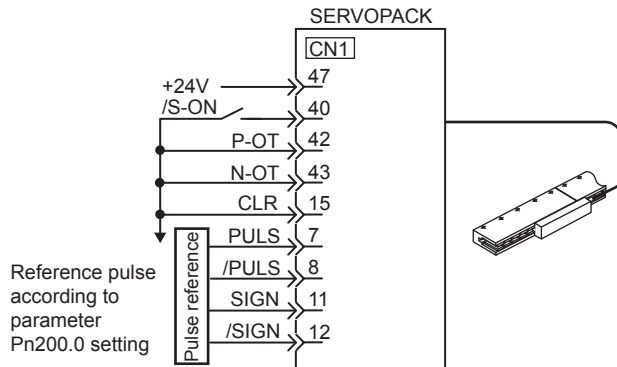 SERVOPACK
CN1
+24V 47
/S-ON 40
P-OT 42
N-OT 43
CLR 15
PULS 7
/PULS 8
SIGN 11
/SIGN 12
Pulse reference
Reference pulse
according to
parameter
Pn200.0 setting